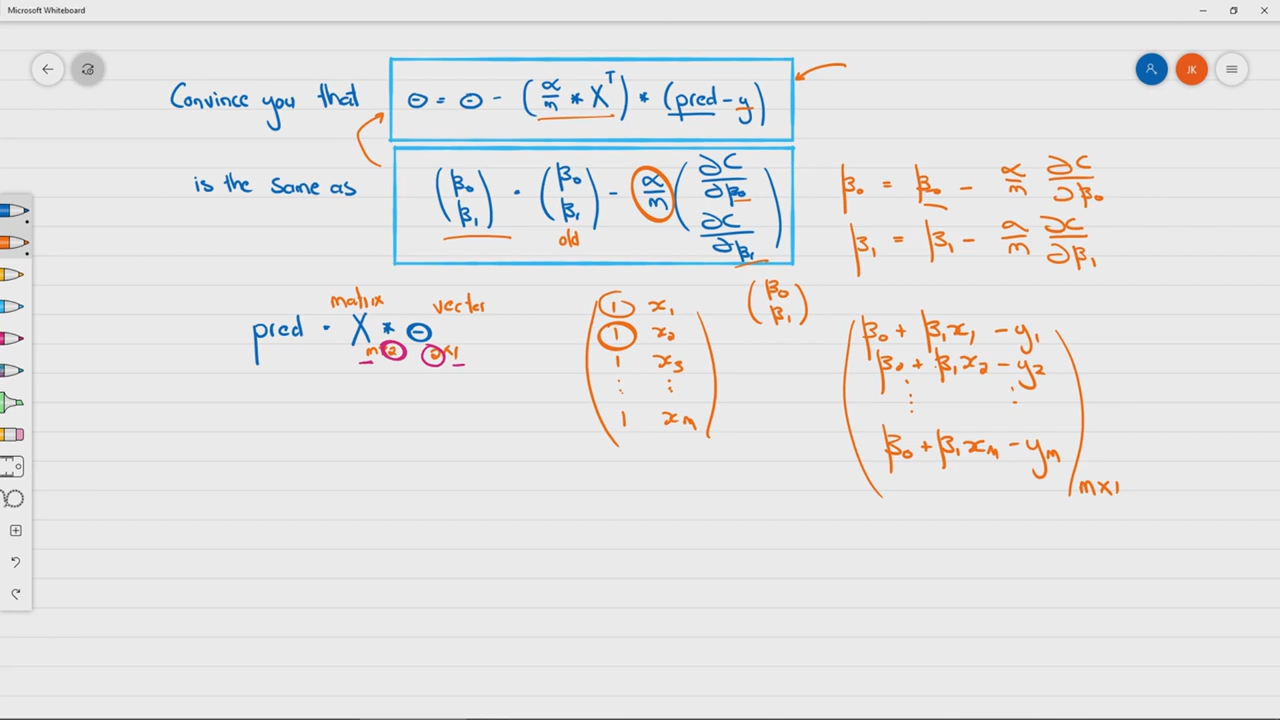 Microsoft Whiteboard
JK
Convince you that
Θ = Θ - (α/m * X^T) * (pred - y)
is the same as
(β₀ β₁) = (β₀ β₁) - α/m (∂C/∂β₀ ∂C/∂β₁)
old
β₀ = β₀ - α/m ∂C/∂β₀
β₁ = β₁ - α/m ∂C/∂β₁
matrix vector
pred = X * Θ
m×2 2×1
1 x₁
1 x₂
1 x₃
⋮ ⋮
1 xₘ
(β₀ β₁)
β₀ + β₁x₁ - y₁
β₀ + β₁x₂ - y₂
⋮ ⋮
β₀ + β₁xₘ - yₘ
m×1